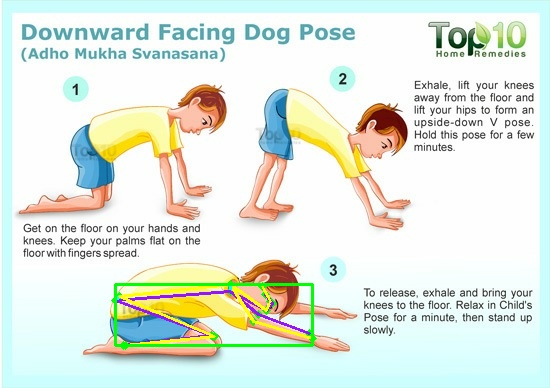 Downward Facing Dog Pose
(Adho Mukha Svanasana)
Top10
Home Remedies
1
2
Exhale, lift your knees
away from the floor and
lift your hips to form an
upside-down V pose.
Hold this pose for a few
minutes.
Get on the floor on your hands and
knees. Keep your palms flat on the
floor with fingers spread.
3
To release, exhale and bring your
knees to the floor. Relax in Child's
Pose for a minute, then stand up
slowly.